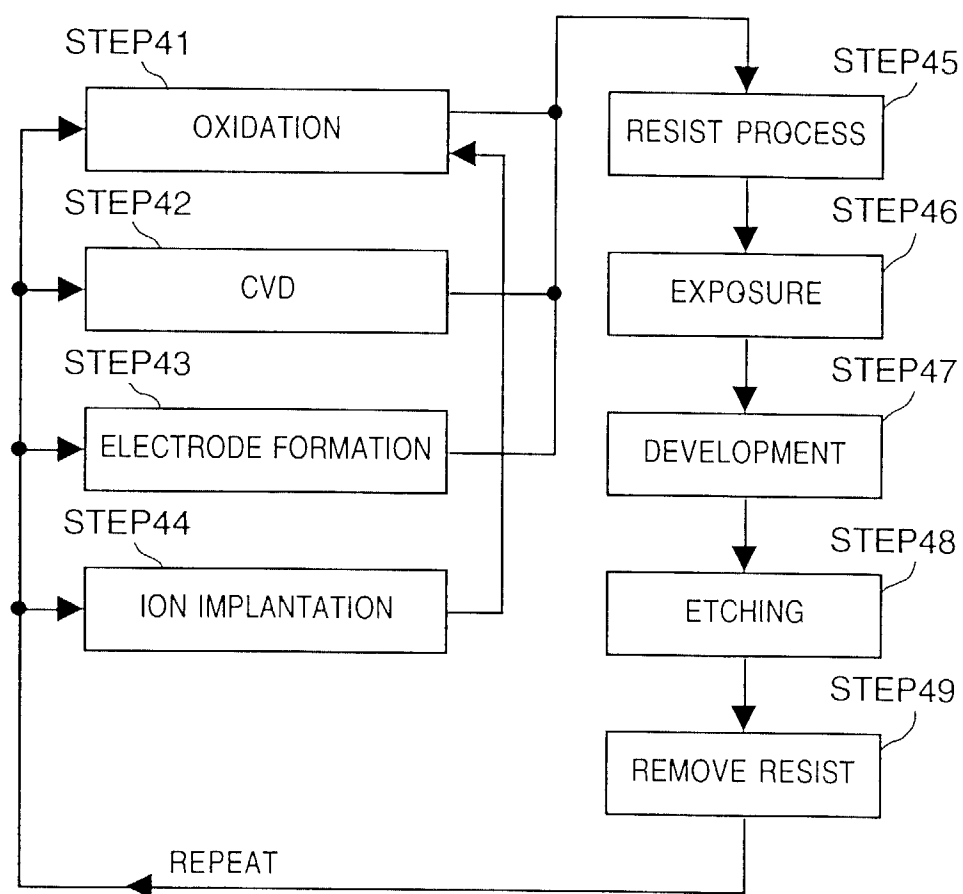 STEP41
OXIDATION
STEP42
CVD
STEP43
ELECTRODE FORMATION
STEP44
ION IMPLANTATION
STEP45
RESIST PROCESS
STEP46
EXPOSURE
STEP47
DEVELOPMENT
STEP48
ETCHING
STEP49
REMOVE RESIST
REPEAT